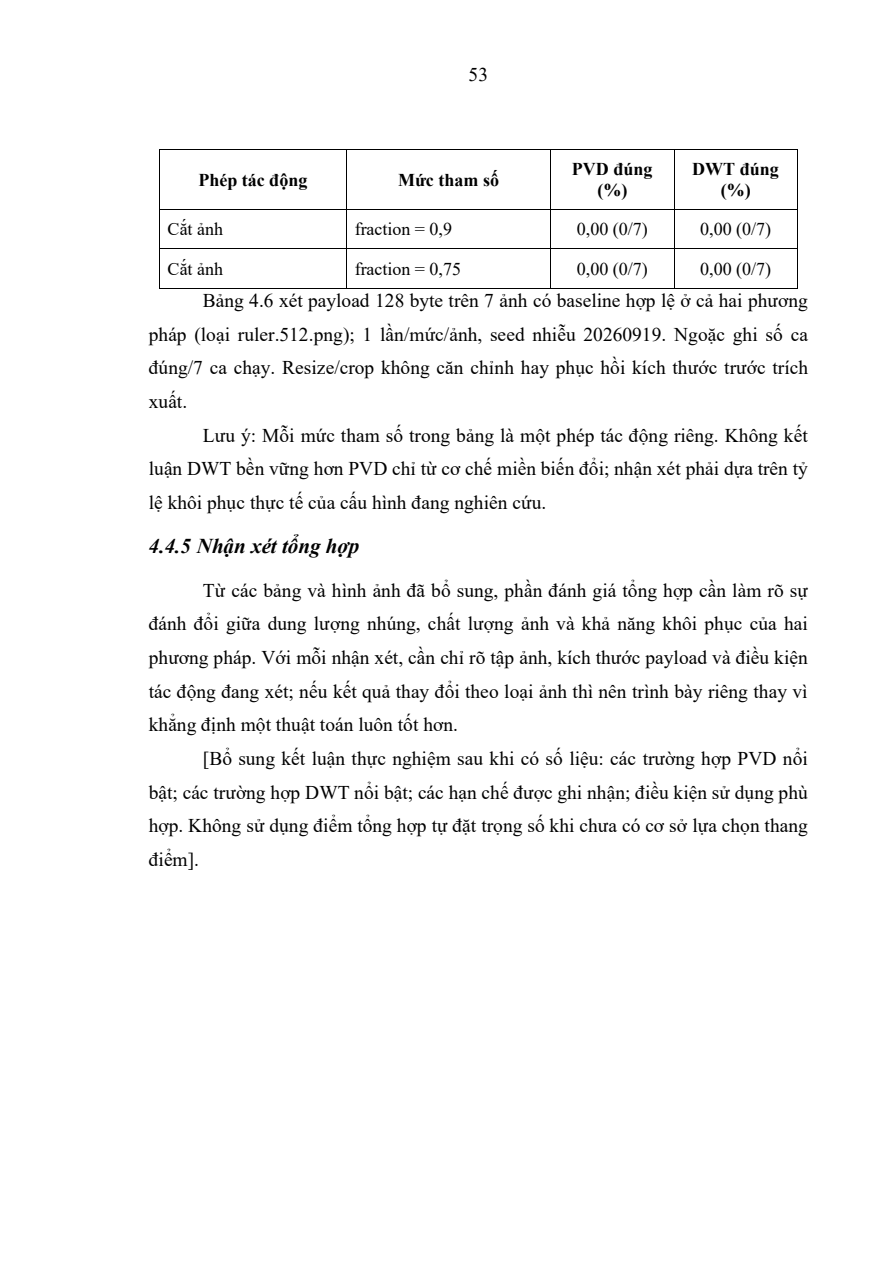 53
Phép tác động Mức tham số PVD đúng (%) DWT đúng (%)
Cắt ảnh fraction = 0,9 0,00 (0/7) 0,00 (0/7)
Cắt ảnh fraction = 0,75 0,00 (0/7) 0,00 (0/7)
Bảng 4.6 xét payload 128 byte trên 7 ảnh có baseline hợp lệ ở cả hai phương
pháp (loại ruler.512.png); 1 lần/mức/ảnh, seed nhiễu 20260919. Ngoặc ghi số ca
đúng/7 ca chạy. Resize/crop không căn chỉnh hay phục hồi kích thước trước trích
xuất.
Lưu ý: Mỗi mức tham số trong bảng là một phép tác động riêng. Không kết
luận DWT bền vững hơn PVD chỉ từ cơ chế miền biến đổi; nhận xét phải dựa trên tỷ
lệ khôi phục thực tế của cấu hình đang nghiên cứu.
4.4.5 Nhận xét tổng hợp
Từ các bảng và hình ảnh đã bổ sung, phần đánh giá tổng hợp cần làm rõ sự
đánh đổi giữa dung lượng nhúng, chất lượng ảnh và khả năng khôi phục của hai
phương pháp. Với mỗi nhận xét, cần chỉ rõ tập ảnh, kích thước payload và điều kiện
tác động đang xét; nếu kết quả thay đổi theo loại ảnh thì nên trình bày riêng thay vì
khẳng định một thuật toán luôn tốt hơn.
[Bổ sung kết luận thực nghiệm sau khi có số liệu: các trường hợp PVD nổi
bật; các trường hợp DWT nổi bật; các hạn chế được ghi nhận; điều kiện sử dụng phù
hợp. Không sử dụng điểm tổng hợp tự đặt trọng số khi chưa có cơ sở lựa chọn thang
điểm].